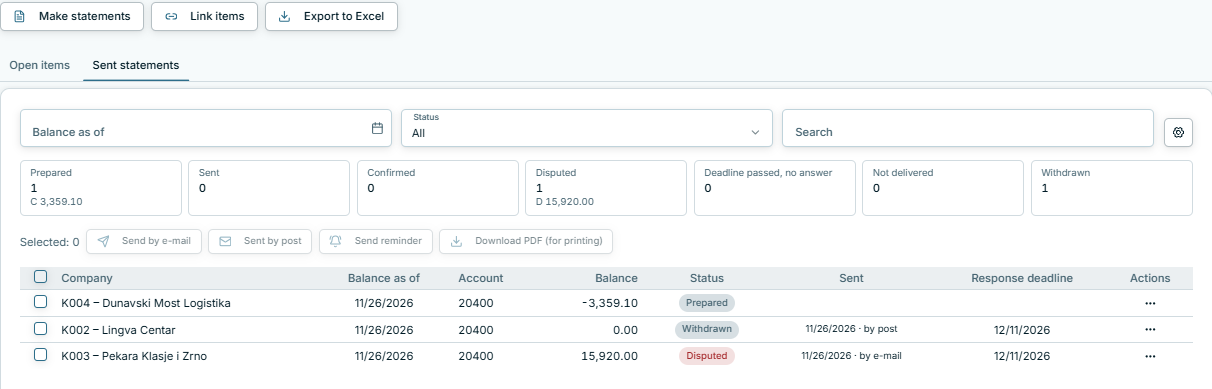 Make statements
Link items
Export to Excel
Open items
Sent statements
Balance as of
Status
All
Search
Prepared
1
C 3,359.10
Sent
0
Confirmed
0
Disputed
1
D 15,920.00
Deadline passed, no answer
0
Not delivered
0
Withdrawn
1
Selected: 0 Send by e-mail Sent by post Send reminder Download PDF (for printing)
Company Balance as of Account Balance Status Sent Response deadline Actions
K004 – Dunavski Most Logistika 11/26/2026 20400 -3,359.10 Prepared
K002 – Lingva Centar 11/26/2026 20400 0.00 Withdrawn 11/26/2026 · by post 12/11/2026
K003 – Pekara Klasje i Zrno 11/26/2026 20400 15,920.00 Disputed 11/26/2026 · by e-mail 12/11/2026